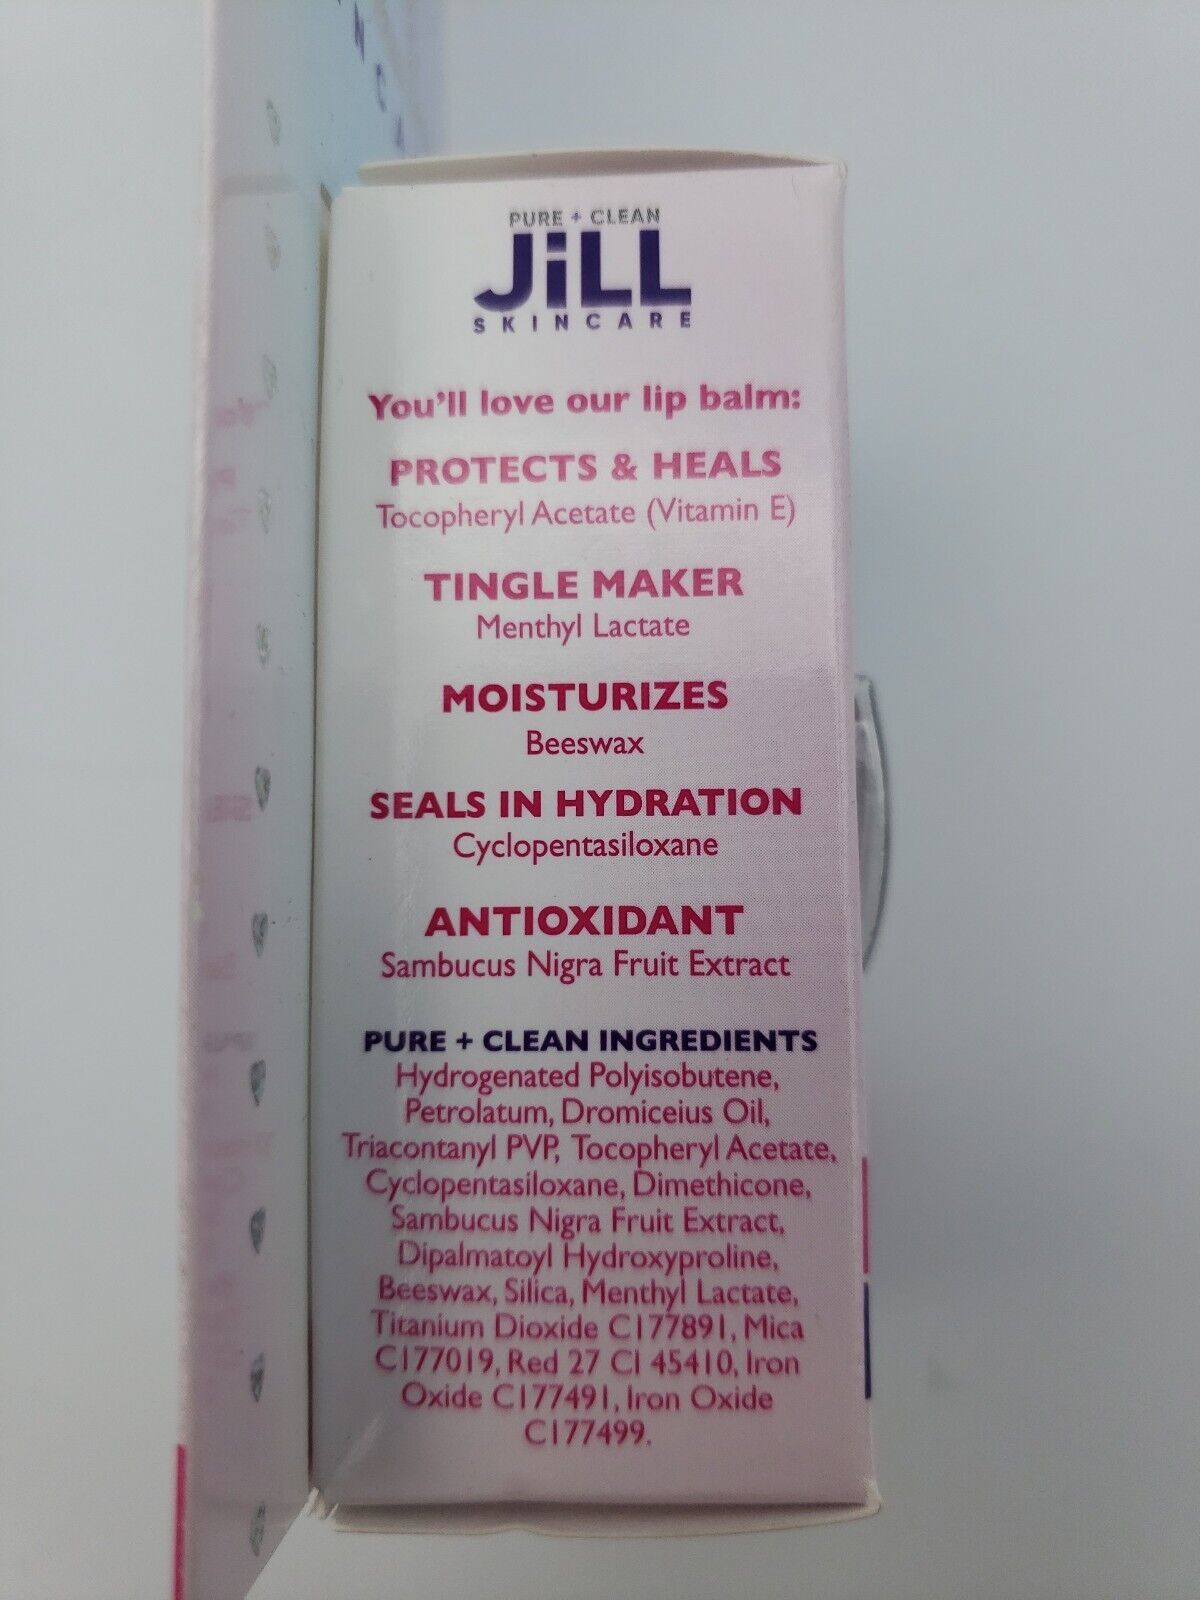 PURE + CLEAN
JiLL
SKINCARE
You'll love our lip balm:
PROTECTS & HEALS
Tocopheryl Acetate (Vitamin E)
TINGLE MAKER
Menthyl Lactate
MOISTURIZES
Beeswax
SEALS IN HYDRATION
Cyclopentasiloxane
ANTIOXIDANT
Sambucus Nigra Fruit Extract
PURE + CLEAN INGREDIENTS
Hydrogenated Polyisobutene,
Petrolatum, Dromiceius Oil,
Triacontanyl PVP, Tocopheryl Acetate,
Cyclopentasiloxane, Dimethicone,
Sambucus Nigra Fruit Extract,
Dipalmatoyl Hydroxyproline,
Beeswax, Silica, Menthyl Lactate,
Titanium Dioxide C177891, Mica
C177019, Red 27 CI 45410, Iron
Oxide C177491, Iron Oxide
C177499.